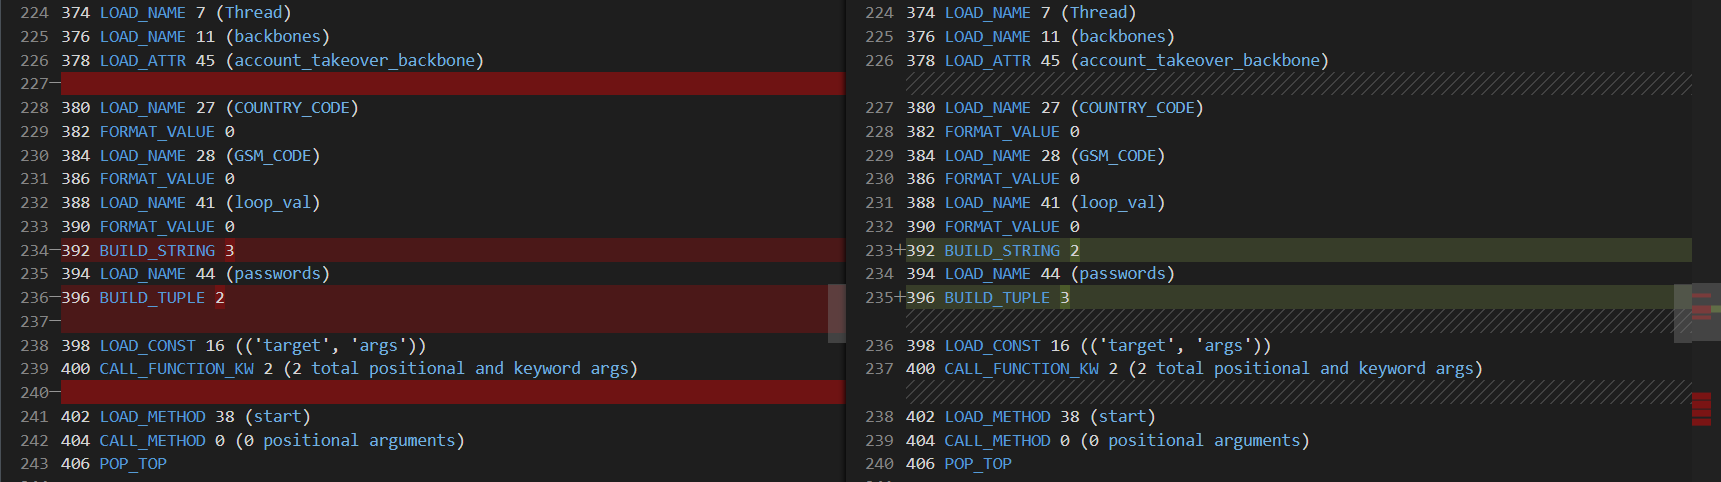 224 374 LOAD_NAME 7 (Thread)
225 376 LOAD_NAME 11 (backbones)
226 378 LOAD_ATTR 45 (account_takeover_backbone)
227—
228 380 LOAD_NAME 27 (COUNTRY_CODE)
229 382 FORMAT_VALUE 0
230 384 LOAD_NAME 28 (GSM_CODE)
231 386 FORMAT_VALUE 0
232 388 LOAD_NAME 41 (loop_val)
233 390 FORMAT_VALUE 0
234—392 BUILD_STRING 3
235 394 LOAD_NAME 44 (passwords)
236—396 BUILD_TUPLE 2
237—
238 398 LOAD_CONST 16 (('target', 'args'))
239 400 CALL_FUNCTION_KW 2 (2 total positional and keyword args)
240—
241 402 LOAD_METHOD 38 (start)
242 404 CALL_METHOD 0 (0 positional arguments)
243 406 POP_TOP
224 374 LOAD_NAME 7 (Thread)
225 376 LOAD_NAME 11 (backbones)
226 378 LOAD_ATTR 45 (account_takeover_backbone)
227 380 LOAD_NAME 27 (COUNTRY_CODE)
228 382 FORMAT_VALUE 0
229 384 LOAD_NAME 28 (GSM_CODE)
230 386 FORMAT_VALUE 0
231 388 LOAD_NAME 41 (loop_val)
232 390 FORMAT_VALUE 0
233+392 BUILD_STRING 2
234 394 LOAD_NAME 44 (passwords)
235+396 BUILD_TUPLE 3
236 398 LOAD_CONST 16 (('target', 'args'))
237 400 CALL_FUNCTION_KW 2 (2 total positional and keyword args)
238 402 LOAD_METHOD 38 (start)
239 404 CALL_METHOD 0 (0 positional arguments)
240 406 POP_TOP